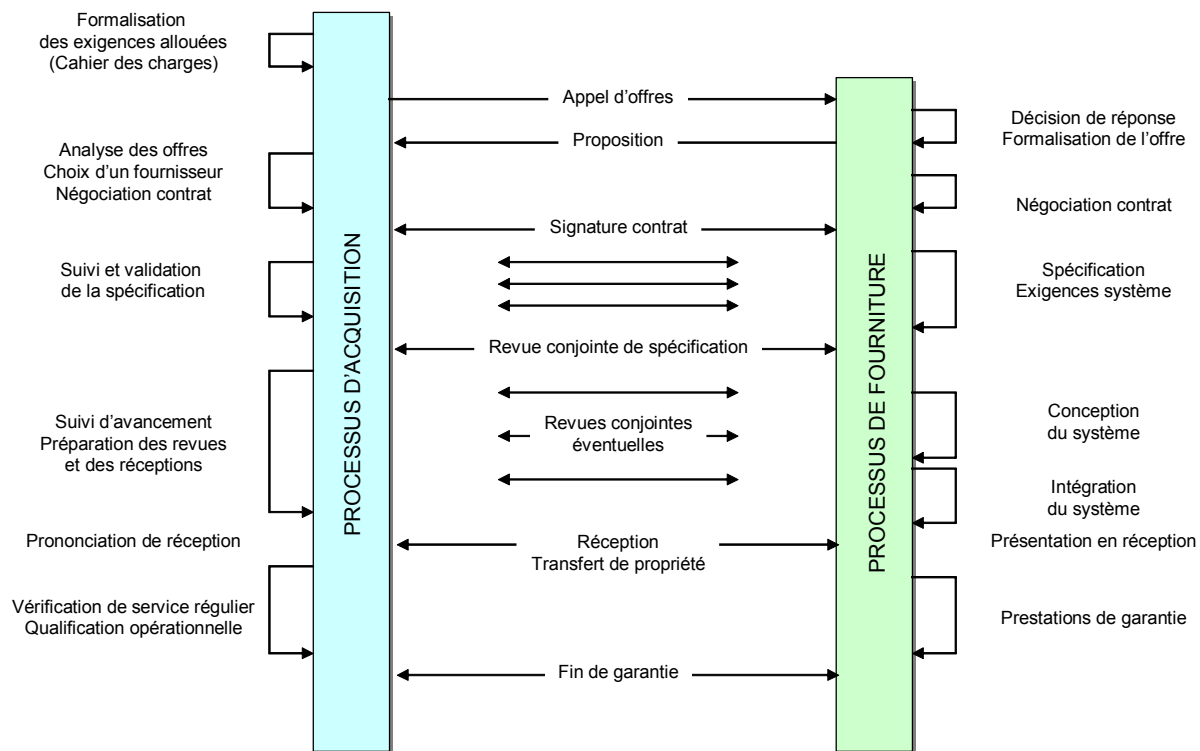 Formalisation
des exigences allouées
(Cahier des charges)
Appel d'offres
Décision de réponse
Formalisation de l'offre
Proposition
Analyse des offres
Choix d'un fournisseur
Négociation contrat
Négociation contrat
Signature contrat
Suivi et validation
de la spécification
Spécification
Exigences système
PROCESSUS D'ACQUISITION
PROCESSUS DE FOURNITURE
Revue conjointe de spécification
Suivi d'avancement
Préparation des revues
et des réceptions
Revues conjointes
éventuelles
Conception
du système
Intégration
du système
Prononciation de réception
Réception
Transfert de propriété
Présentation en réception
Vérification de service régulier
Qualification opérationnelle
Prestations de garantie
Fin de garantie